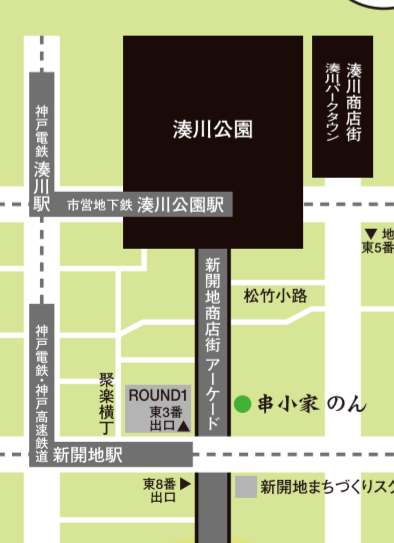 湊川公園
湊川商店街
湊川パークタウン
神戸電鉄 湊川駅
市営地下鉄 湊川公園駅
▼地
東5番
新開地商店街 アーケード
松竹小路
神戸電鉄・神戸高速鉄道
新開地駅
聚楽横丁
ROUND1
東3番
出口▲
串小家 のん
東8番▶
出口
新開地まちづくりスク